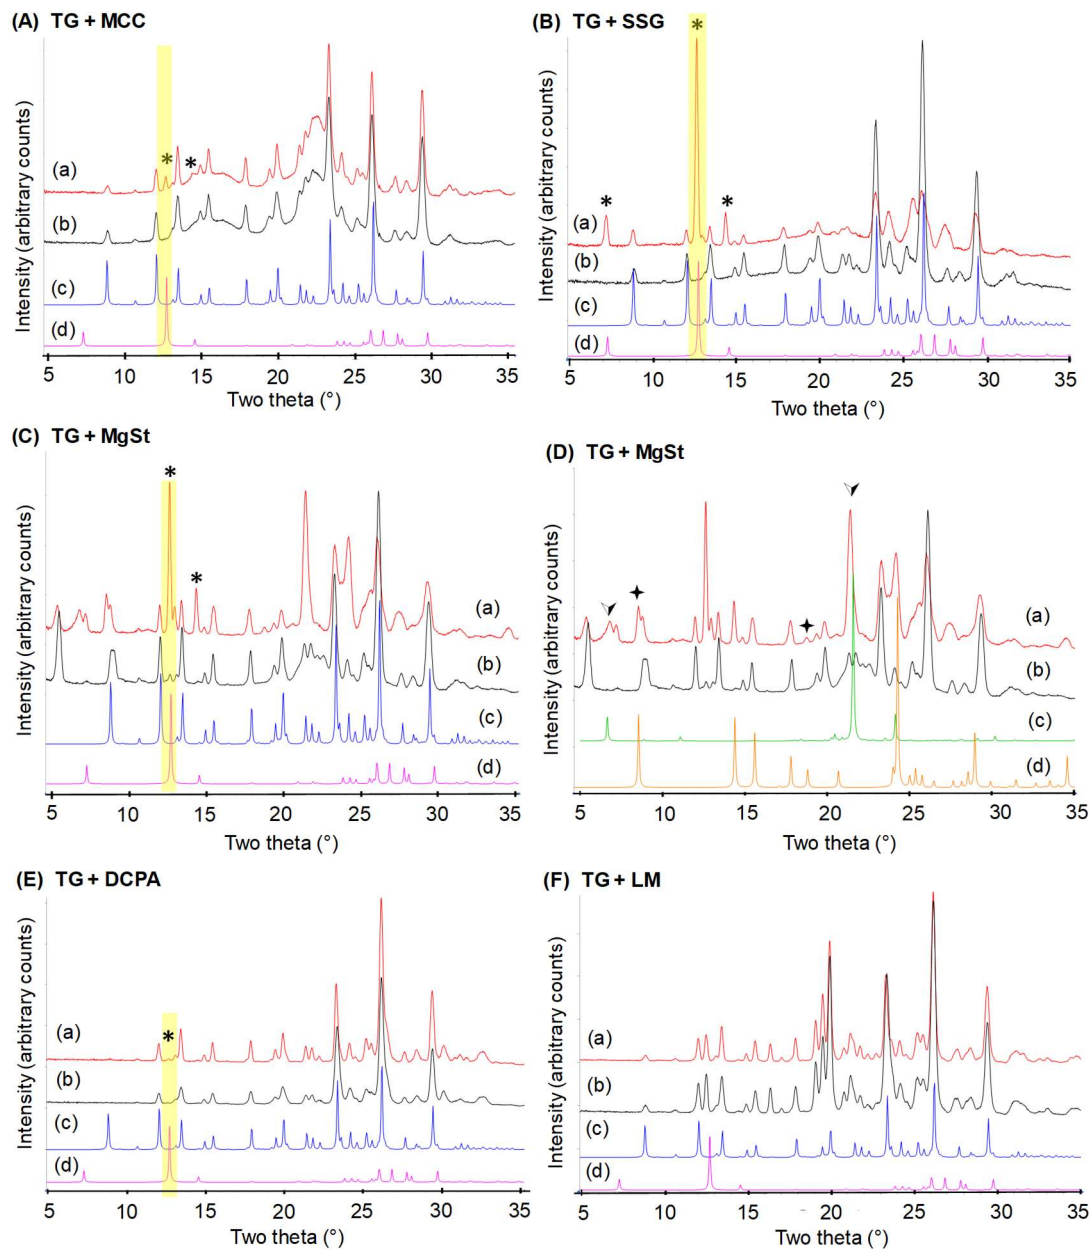 (A) TG + MCC
Intensity (arbitrary counts)
*
*
(a)
(b)
(c)
(d)
5 10 15 20 25 30 35
Two theta (°)
(B) TG + SSG
Intensity (arbitrary counts)
*
*
*
(a)
(b)
(c)
(d)
5 10 15 20 25 30 35
Two theta (°)
(C) TG + MgSt
Intensity (arbitrary counts)
*
*
(a)
(b)
(c)
(d)
5 10 15 20 25 30 35
Two theta (°)
(D) TG + MgSt
Intensity (arbitrary counts)
(a)
(b)
(c)
(d)
5 10 15 20 25 30 35
Two theta (°)
(E) TG + DCPA
Intensity (arbitrary counts)
*
(a)
(b)
(c)
(d)
5 10 15 20 25 30 35
Two theta (°)
(F) TG + LM
Intensity (arbitrary counts)
(a)
(b)
(c)
(d)
5 10 15 20 25 30 35
Two theta (°)